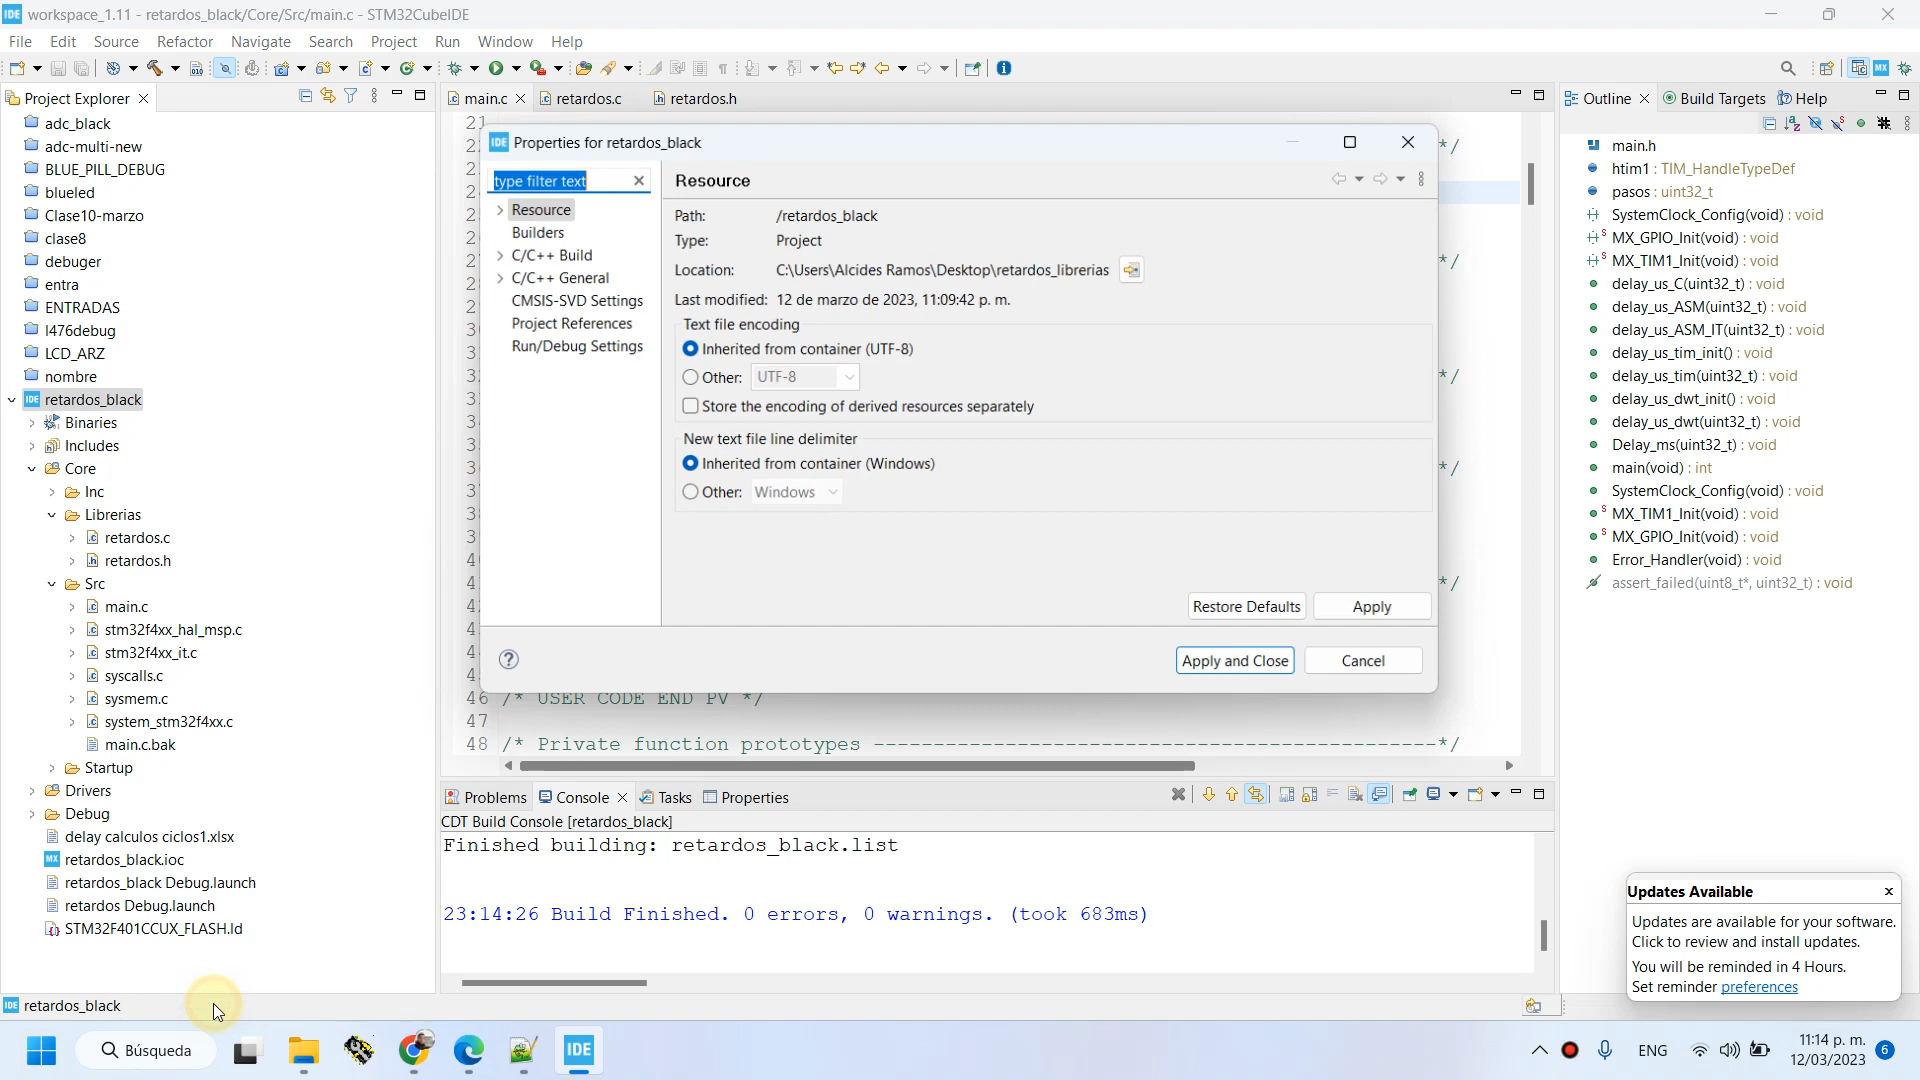 IDE workspace_1.11 - retardos_black/Core/Src/main.c - STM32CubeIDE
File Edit Source Refactor Navigate Search Project Run Window Help
Project Explorer
adc_black
adc-multi-new
BLUE_PILL_DEBUG
blueled
Clase10-marzo
clase8
debuger
entra
ENTRADAS
l476debug
LCD_ARZ
nombre
IDE retardos_black
Binaries
Includes
Core
Inc
Librerias
retardos.c
retardos.h
Src
main.c
stm32f4xx_hal_msp.c
stm32f4xx_it.c
syscalls.c
sysmem.c
system_stm32f4xx.c
main.c.bak
Startup
Drivers
Debug
delay calculos ciclos1.xlsx
MX retardos_black.ioc
retardos_black Debug.launch
retardos Debug.launch
STM32F401CCUX_FLASH.ld
main.c retardos.c retardos.h
21
IDE Properties for retardos_black
type filter text
Resource
Builders
C/C++ Build
C/C++ General
CMSIS-SVD Settings
Project References
Run/Debug Settings
Resource
Path: /retardos_black
Type: Project
Location: C:\Users\Alcides Ramos\Desktop\retardos_librerias
Last modified: 12 de marzo de 2023, 11:09:42 p. m.
Text file encoding
Inherited from container (UTF-8)
Other: UTF-8
Store the encoding of derived resources separately
New text file line delimiter
Inherited from container (Windows)
Other: Windows
Restore Defaults Apply
Apply and Close Cancel
46 /* USER CODE END PV */
47
48 /* Private function prototypes -----------------------------------------------*/
Problems Console Tasks Properties
CDT Build Console [retardos_black]
Finished building: retardos_black.list
23:14:26 Build Finished. 0 errors, 0 warnings. (took 683ms)
Outline Build Targets Help
main.h
htim1 : TIM_HandleTypeDef
pasos : uint32_t
SystemClock_Config(void) : void
MX_GPIO_Init(void) : void
MX_TIM1_Init(void) : void
delay_us_C(uint32_t) : void
delay_us_ASM(uint32_t) : void
delay_us_ASM_IT(uint32_t) : void
delay_us_tim_init() : void
delay_us_tim(uint32_t) : void
delay_us_dwt_init() : void
delay_us_dwt(uint32_t) : void
Delay_ms(uint32_t) : void
main(void) : int
SystemClock_Config(void) : void
MX_TIM1_Init(void) : void
MX_GPIO_Init(void) : void
Error_Handler(void) : void
assert_failed(uint8_t*, uint32_t) : void
Updates Available
Updates are available for your software.
Click to review and install updates.
You will be reminded in 4 Hours.
Set reminder preferences
IDE retardos_black
Búsqueda
IDE
ENG
11:14 p. m.
12/03/2023
6